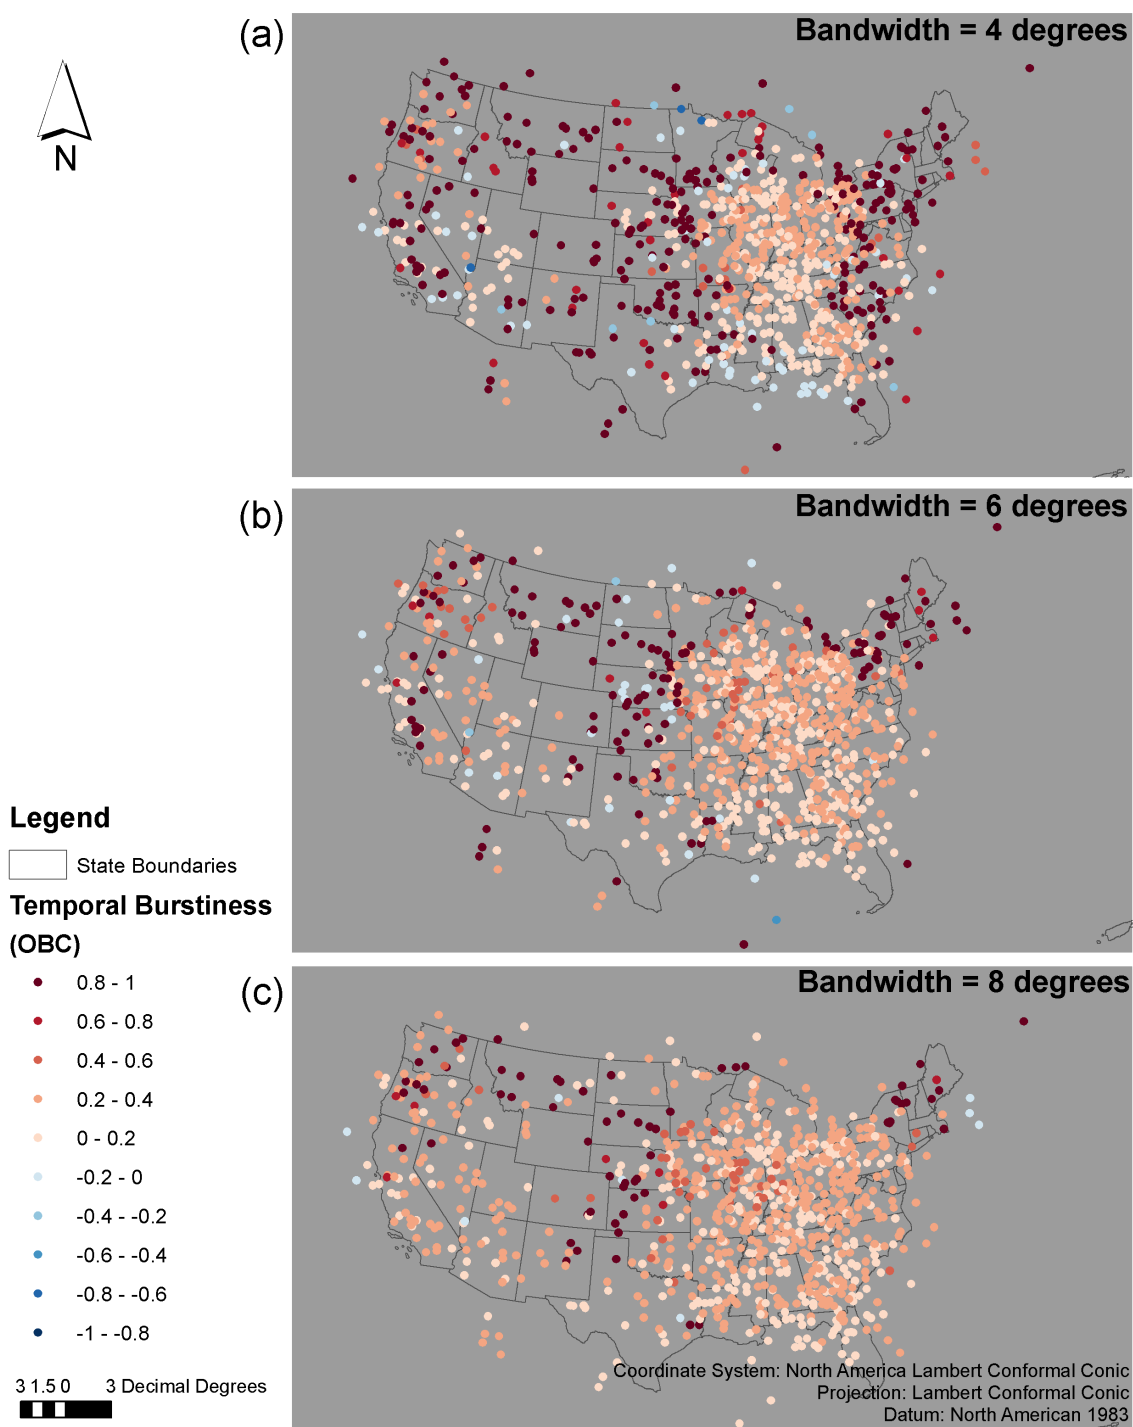 (a)
Bandwidth = 4 degrees
N
(b)
Bandwidth = 6 degrees
Legend
State Boundaries
Temporal Burstiness
(OBC)
0.8 - 1
0.6 - 0.8
0.4 - 0.6
0.2 - 0.4
0 - 0.2
-0.2 - 0
-0.4 - -0.2
-0.6 - -0.4
-0.8 - -0.6
-1 - -0.8
3 1.5 0 3 Decimal Degrees
(c)
Bandwidth = 8 degrees
Coordinate System: North America Lambert Conformal Conic
Projection: Lambert Conformal Conic
Datum: North American 1983